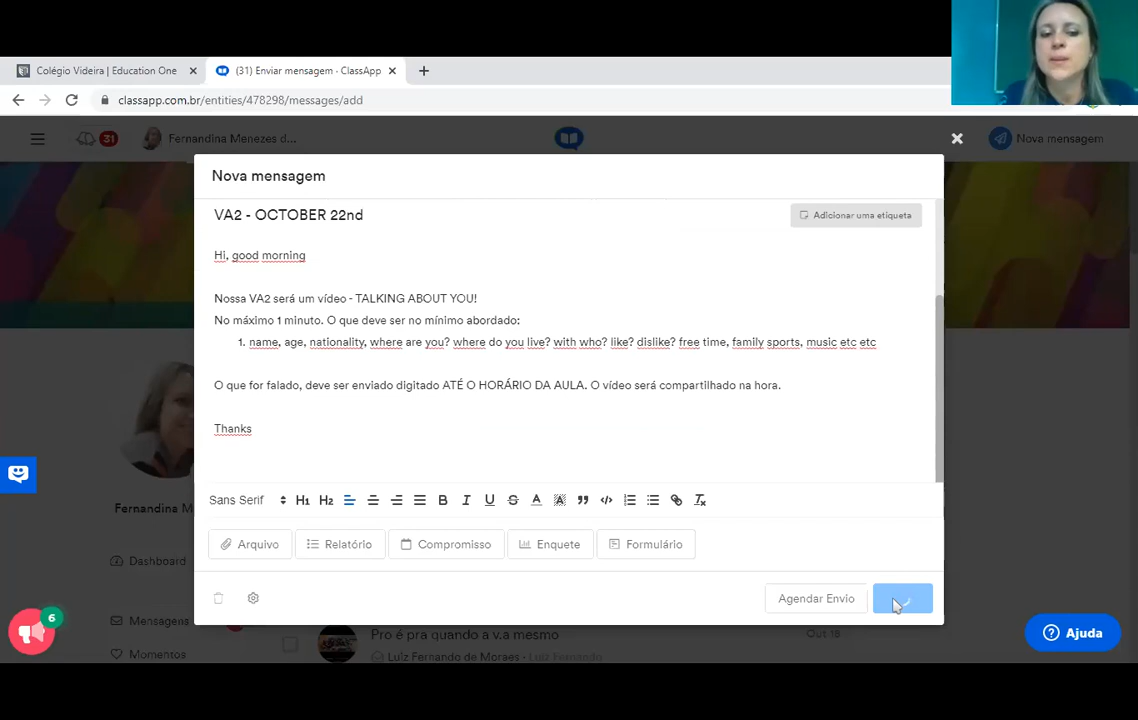 Colégio Videira | Education One
(31) Enviar mensagem - ClassApp
classapp.com.br/entities/478298/messages/add
31 Fernandina Menezes d...
Nova mensagem
Nova mensagem
VA2 - OCTOBER 22nd
Adicionar uma etiqueta
Hi, good morning
Nossa VA2 será um vídeo - TALKING ABOUT YOU!
No máximo 1 minuto. O que deve ser no mínimo abordado:
1. name, age, nationality, where are you? where do you live? with who? like? dislike? free time, family sports, music etc etc
O que for falado, deve ser enviado digitado ATÉ O HORÁRIO DA AULA. O vídeo será compartilhado na hora.
Thanks
Sans Serif H1 H2 B I U S A A
Fernandina M
Arquivo Relatório Compromisso Enquete Formulário
Dashboard
Agendar Envio
6
Mensagens
Pro é pra quando a v.a mesmo
Out 18
Ajuda
Momentos
Luiz Fernando de Moraes - Luiz Fernando